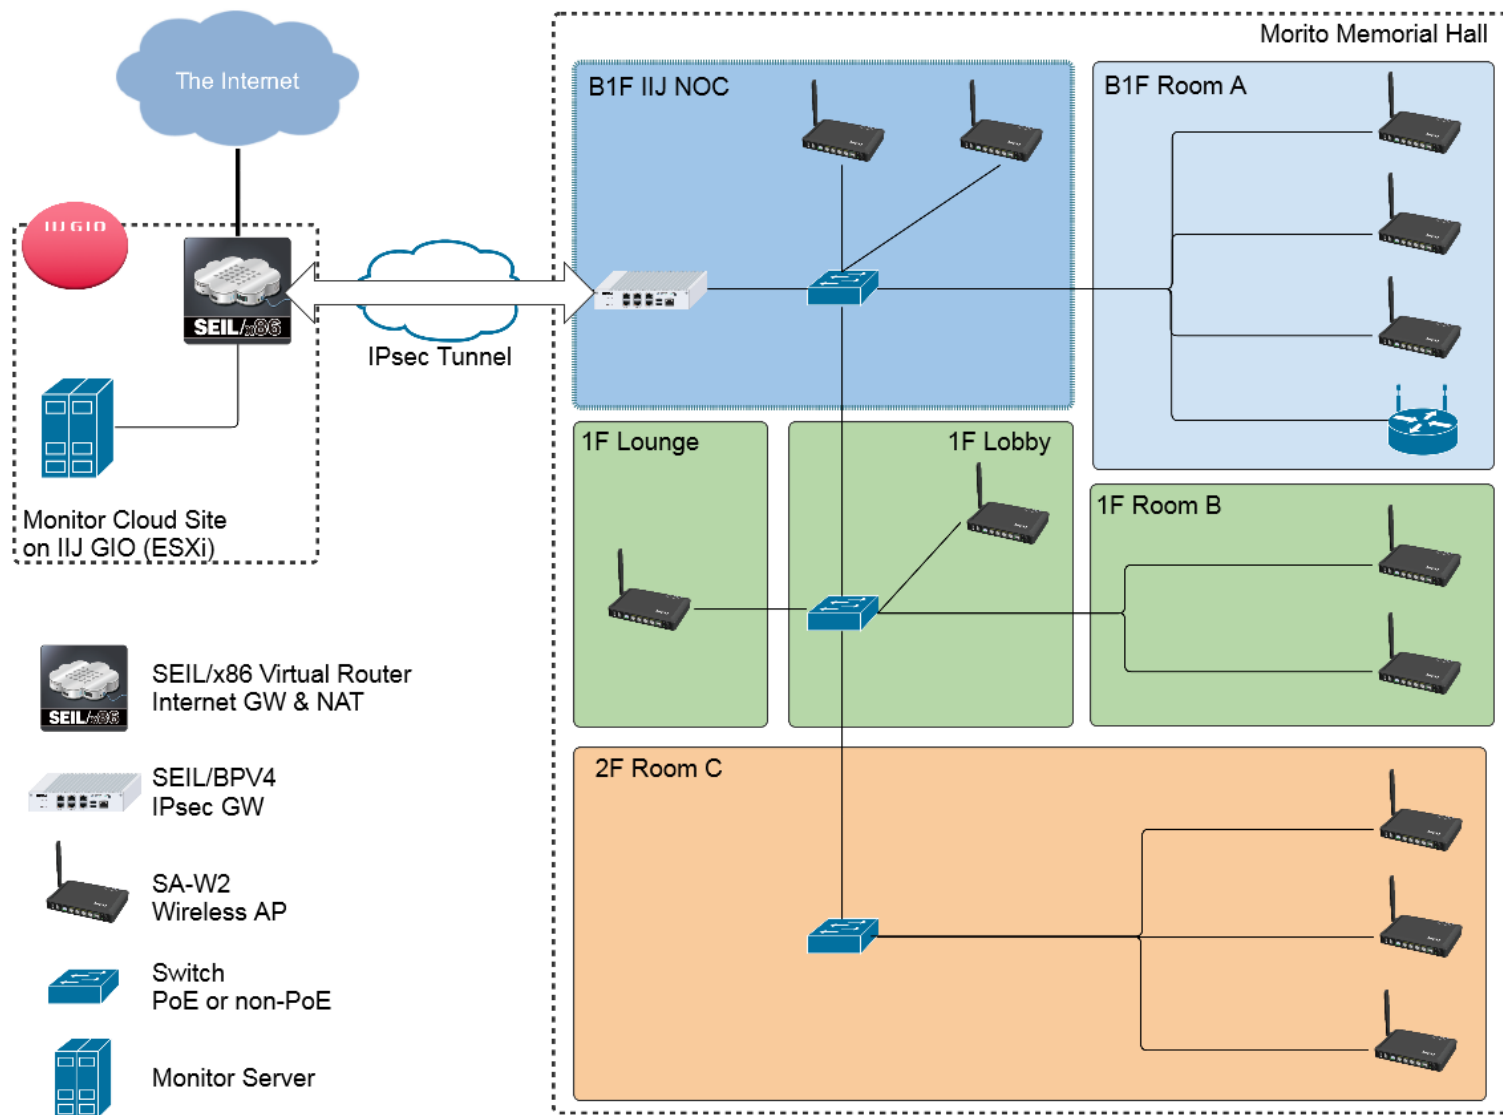 The Internet
IIJ GIO
SEIL/x86
Monitor Cloud Site
on IIJ GIO (ESXi)
IPsec Tunnel
Morito Memorial Hall
B1F IIJ NOC
B1F Room A
1F Lounge
1F Lobby
1F Room B
2F Room C
SEIL/x86
SEIL/x86 Virtual Router
Internet GW & NAT
SEIL/BPV4
IPsec GW
SA-W2
Wireless AP
Switch
PoE or non-PoE
Monitor Server